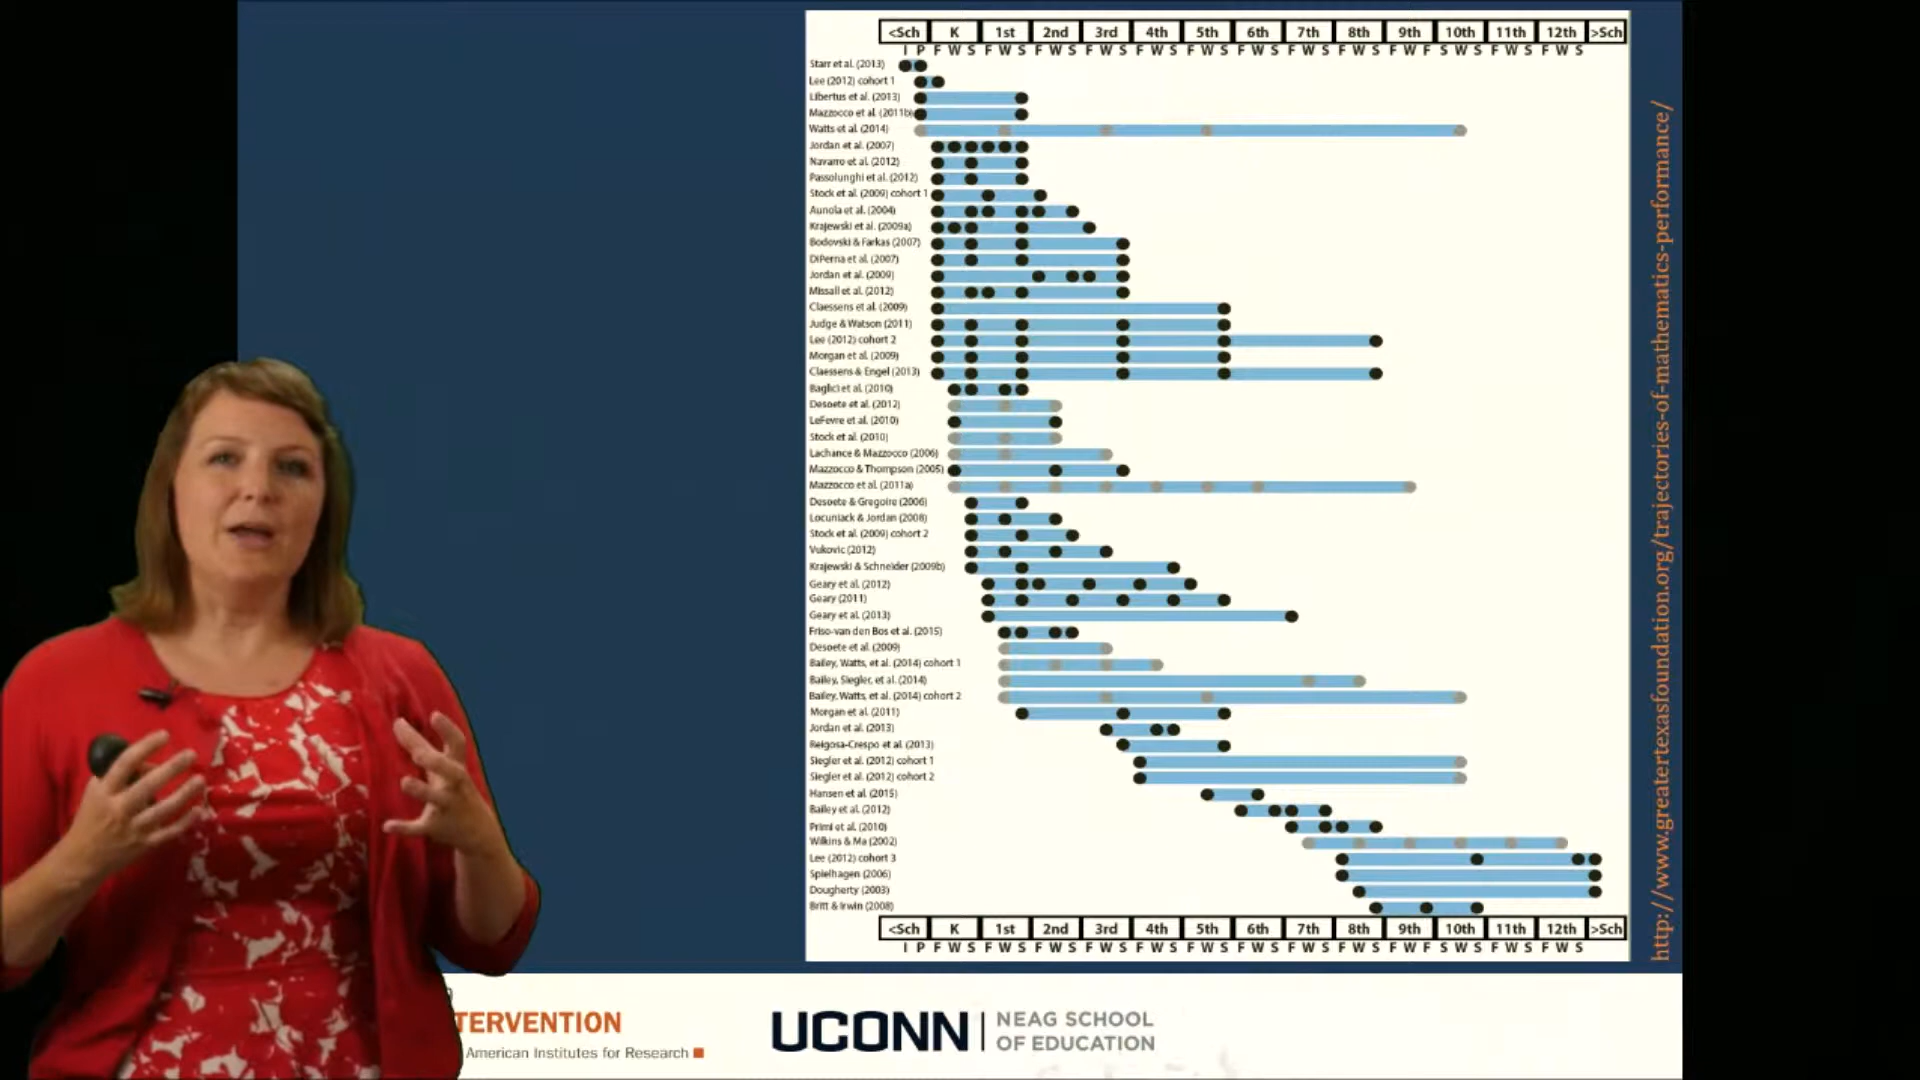 <Sch K 1st 2nd 3rd 4th 5th 6th 7th 8th 9th 10th 11th 12th >Sch
I P F W S F W S F W S F W S F W S F W S F W S F W S F W S F W F S W S F W S F W S
Starr et al. (2013)
Lee (2012) cohort 1
Libertus et al. (2013)
Mazzocco et al. (2011b)
Watts et al. (2014)
Jordan et al. (2007)
Navarro et al. (2012)
Passolunghi et al. (2012)
Stock et al. (2009) cohort 1
Aunola et al. (2004)
Krajewski et al. (2009a)
Bodovski & Farkas (2007)
DiPerna et al. (2007)
Jordan et al. (2009)
Missall et al. (2012)
Claessens et al. (2009)
Judge & Watson (2011)
Lee (2012) cohort 2
Morgan et al. (2009)
Claessens & Engel (2013)
Baglici et al. (2010)
Desoete et al. (2012)
LeFevre et al. (2010)
Stock et al. (2010)
Lachance & Mazzocco (2006)
Mazzocco & Thompson (2005)
Mazzocco et al. (2011a)
Desoete & Gregoire (2006)
Locuniack & Jordan (2008)
Stock et al. (2009) cohort 2
Vukovic (2012)
Krajewski & Schneider (2009b)
Geary et al. (2012)
Geary (2011)
Geary et al. (2013)
Friso-van den Bos et al. (2015)
Desoete et al. (2009)
Bailey, Watts, et al. (2014) cohort 1
Bailey, Siegler, et al. (2014)
Bailey, Watts, et al. (2014) cohort 2
Morgan et al. (2011)
Jordan et al. (2013)
Reigosa-Crespo et al. (2013)
Siegler et al. (2012) cohort 1
Siegler et al. (2012) cohort 2
Hansen et al. (2015)
Bailey et al. (2012)
Primi et al. (2010)
Wilkins & Ma (2002)
Lee (2012) cohort 3
Spielhagen (2006)
Dougherty (2003)
Britt & Irwin (2008)
<Sch K 1st 2nd 3rd 4th 5th 6th 7th 8th 9th 10th 11th 12th >Sch
I P F W S F W S F W S F W S F W S F W S F W S F W S F W S F W F S W S F W S F W S
http://www.greatertexasfoundation.org/trajectories-of-mathematics-performance/
TERVENTION
American Institutes for Research
UCONN
NEAG SCHOOL
OF EDUCATION